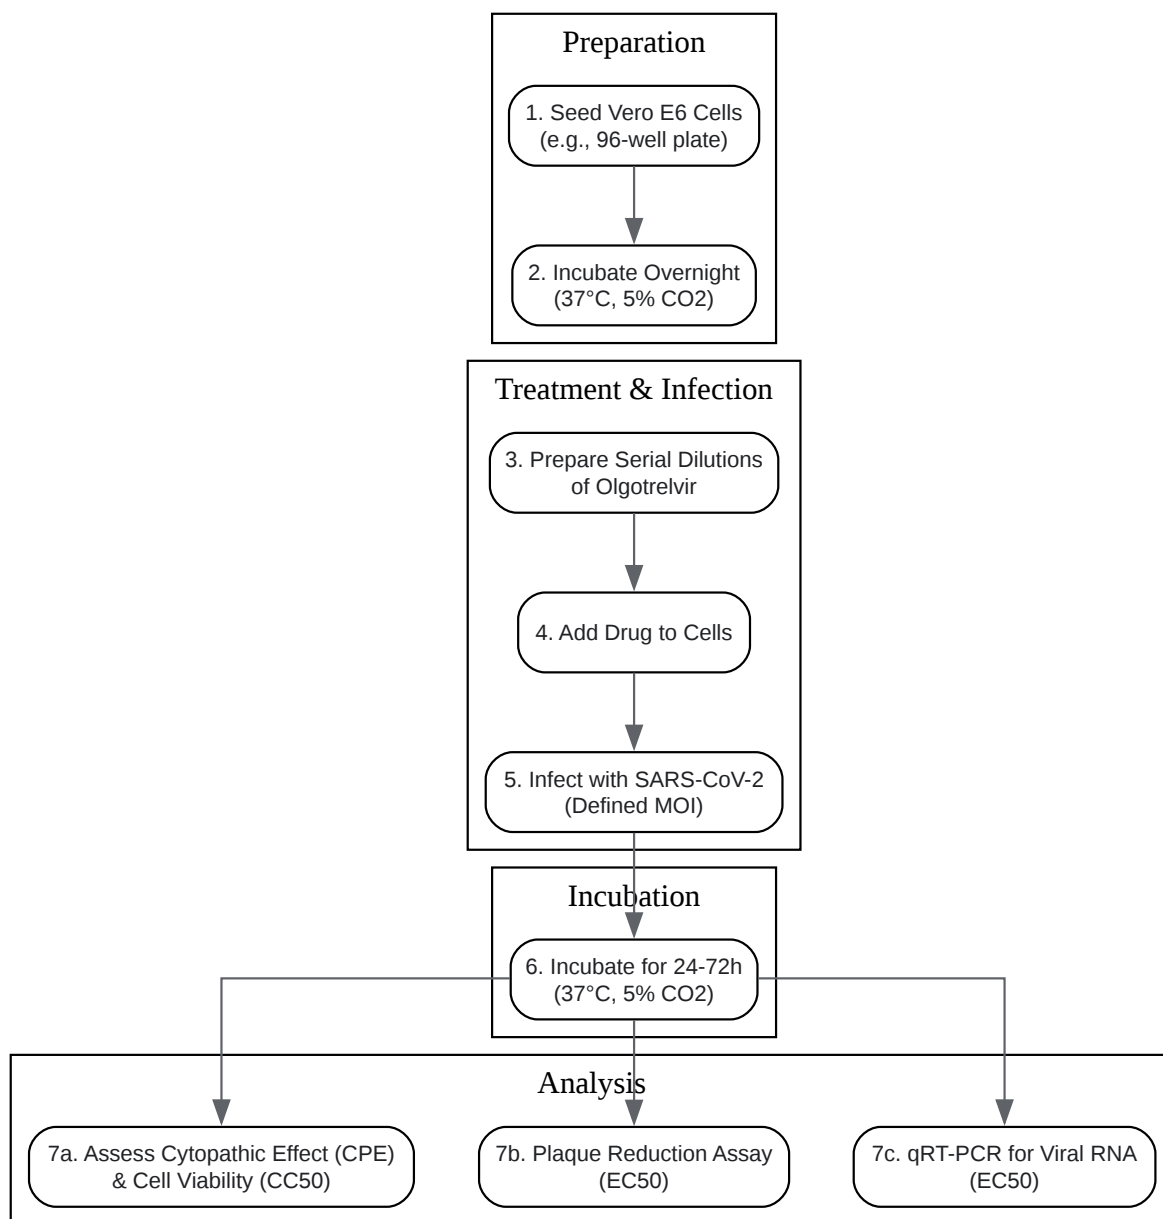 Preparation
1. Seed Vero E6 Cells
(e.g., 96-well plate)
2. Incubate Overnight
(37°C, 5% CO2)
Treatment & Infection
3. Prepare Serial Dilutions
of Olgotrelvir
4. Add Drug to Cells
5. Infect with SARS-CoV-2
(Defined MOI)
Incubation
6. Incubate for 24-72h
(37°C, 5% CO2)
Analysis
7a. Assess Cytopathic Effect (CPE)
& Cell Viability (CC50)
7b. Plaque Reduction Assay
(EC50)
7c. qRT-PCR for Viral RNA
(EC50)